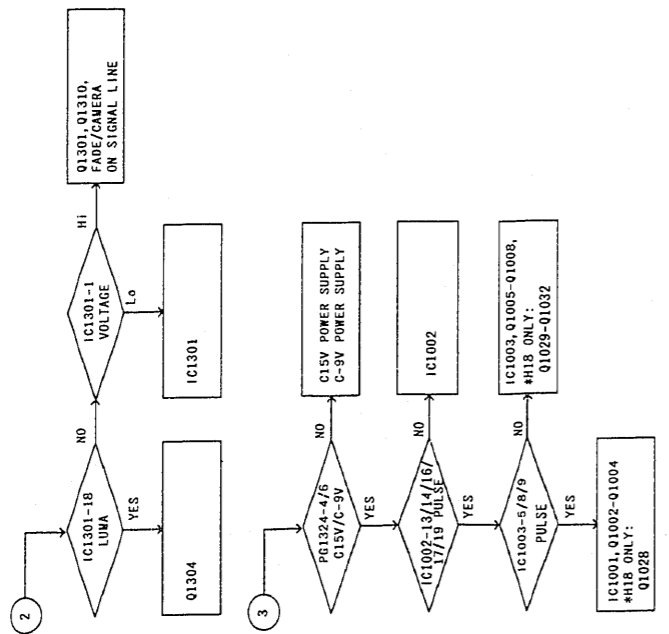 2
IC1301-18
LUMA
NO
YES
Q1304
IC1301-1
VOLTAGE
Hi
Lo
IC1301
Q1301,Q1310,
FADE/CAMERA
ON SIGNAL LINE
3
PG1324-4/6
C15V/C-9V
NO
C15V POWER SUPPLY
C-9V POWER SUPPLY
YES
IC1002-13/14/16/
17/19 PULSE
NO
IC1002
YES
IC1003-5/8/9
PULSE
NO
IC1003,Q1005-Q1008,
*H18 ONLY:
Q1029-Q1032
YES
IC1001,Q1002-Q1004
*H18 ONLY:
Q1028